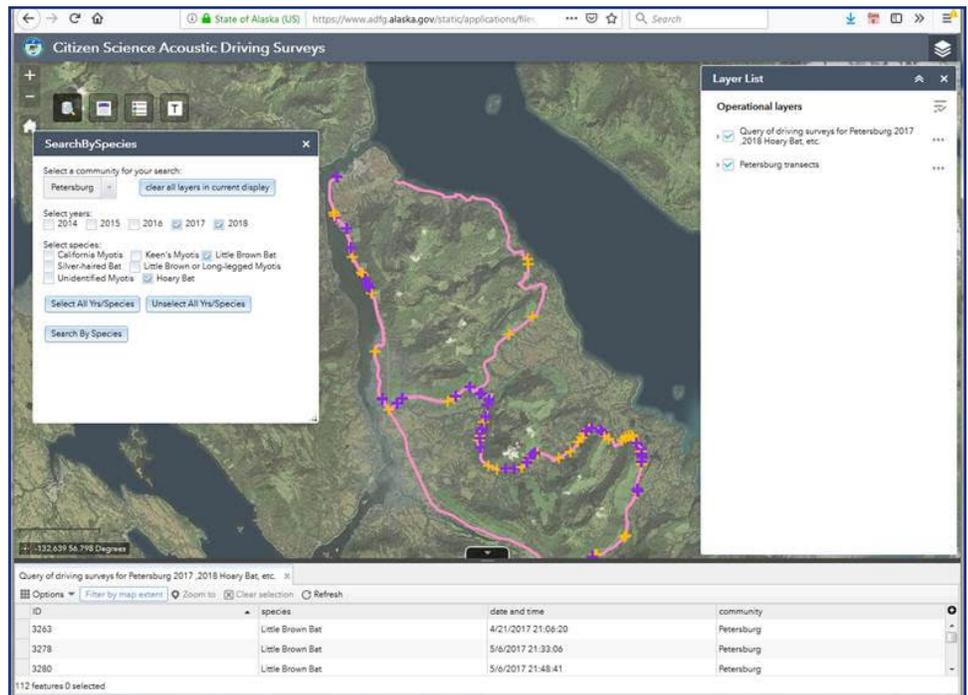 State of Alaska (US)
https://www.adfg.alaska.gov/static/applications/file
Search
Citizen Science Acoustic Driving Surveys
T
SearchBySpecies
Select a community for your search:
Petersburg
clear all layers in current display
Select years:
2014 2015 2016 2017 2018
Select species:
California Myotis Keen's Myotis Little Brown Bat
Silver-haired Bat Little Brown or Long-legged Myotis
Unidentified Myotis Hoary Bat
Select All Yrs/Species Unselect All Yrs/Species
Search By Species
Layer List
Operational layers
Query of driving surveys for Petersburg 2017
,2018 Hoary Bat, etc.
Petersburg transects
-132.639 56.798 Degrees
Query of driving surveys for Petersburg 2017 ,2018 Hoary Bat, etc.
Options Filter by map extent Zoom to Clear selection Refresh
ID species date and time community
3263 Little Brown Bat 4/21/2017 21:06:20 Petersburg
3278 Little Brown Bat 5/6/2017 21:33:06 Petersburg
3280 Little Brown Bat 5/6/2017 21:48:41 Petersburg
112 features 0 selected